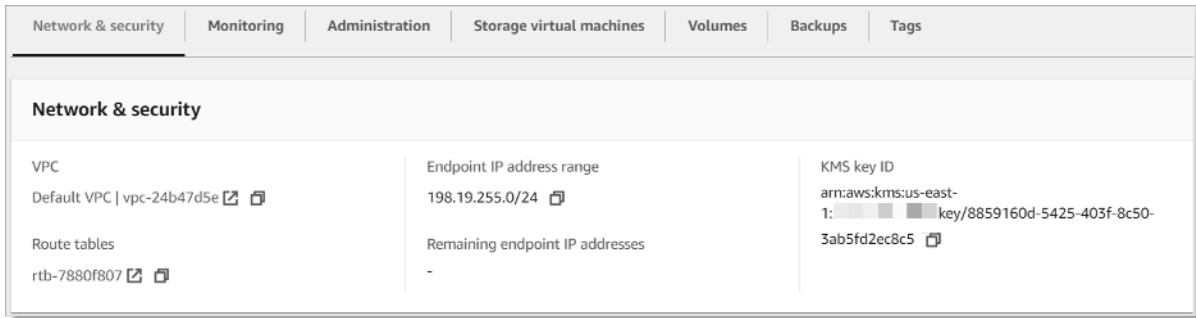 Network & security
Monitoring
Administration
Storage virtual machines
Volumes
Backups
Tags
Network & security
VPC
Default VPC | vpc-24b47d5e
Route tables
rtb-7880f807
Endpoint IP address range
198.19.255.0/24
Remaining endpoint IP addresses
-
KMS key ID
arn:aws:kms:us-east-
1: key/8859160d-5425-403f-8c50-
3ab5fd2ec8c5